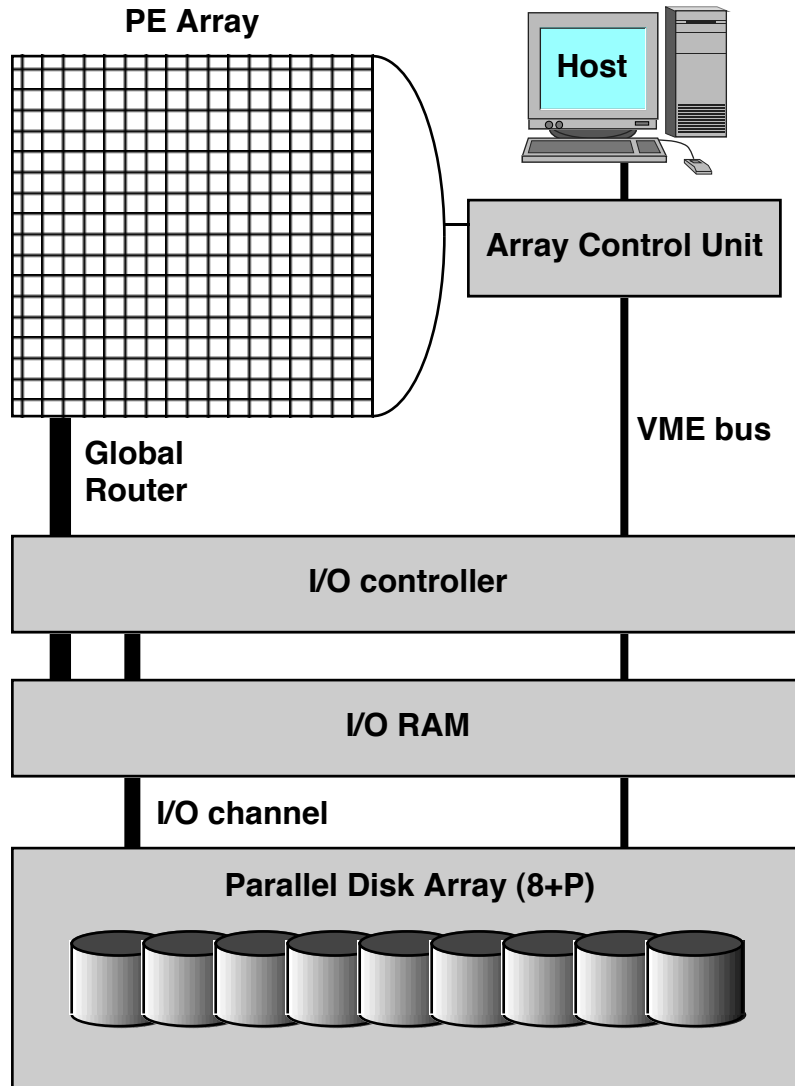 PE Array
Host
Array Control Unit
VME bus
Global
Router
I/O controller
I/O RAM
I/O channel
Parallel Disk Array (8+P)